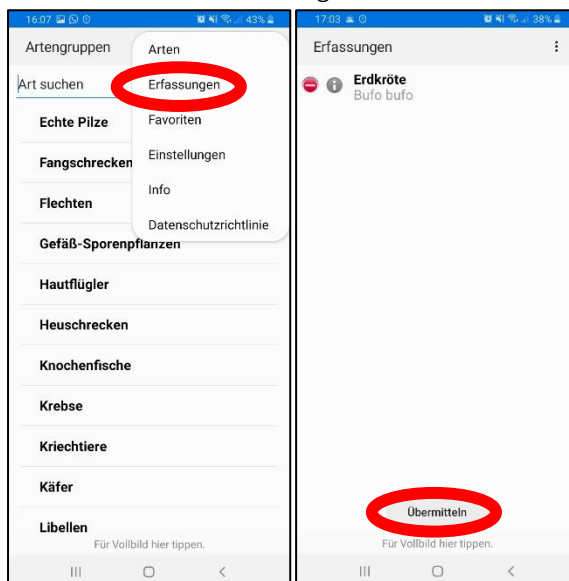 16:07 43%
Artengruppen
Art suchen
Echte Pilze
Fangschrecken
Flechten
Gefäß-Sporenpflanzen
Hautflügler
Heuschrecken
Knochenfische
Krebse
Kriechtiere
Käfer
Libellen
Für Vollbild hier tippen.
Arten
Erfassungen
Favoriten
Einstellungen
Info
Datenschutzrichtlinie
17:03 38%
Erfassungen
Erdkröte
Bufo bufo
Übermitteln
Für Vollbild hier tippen.